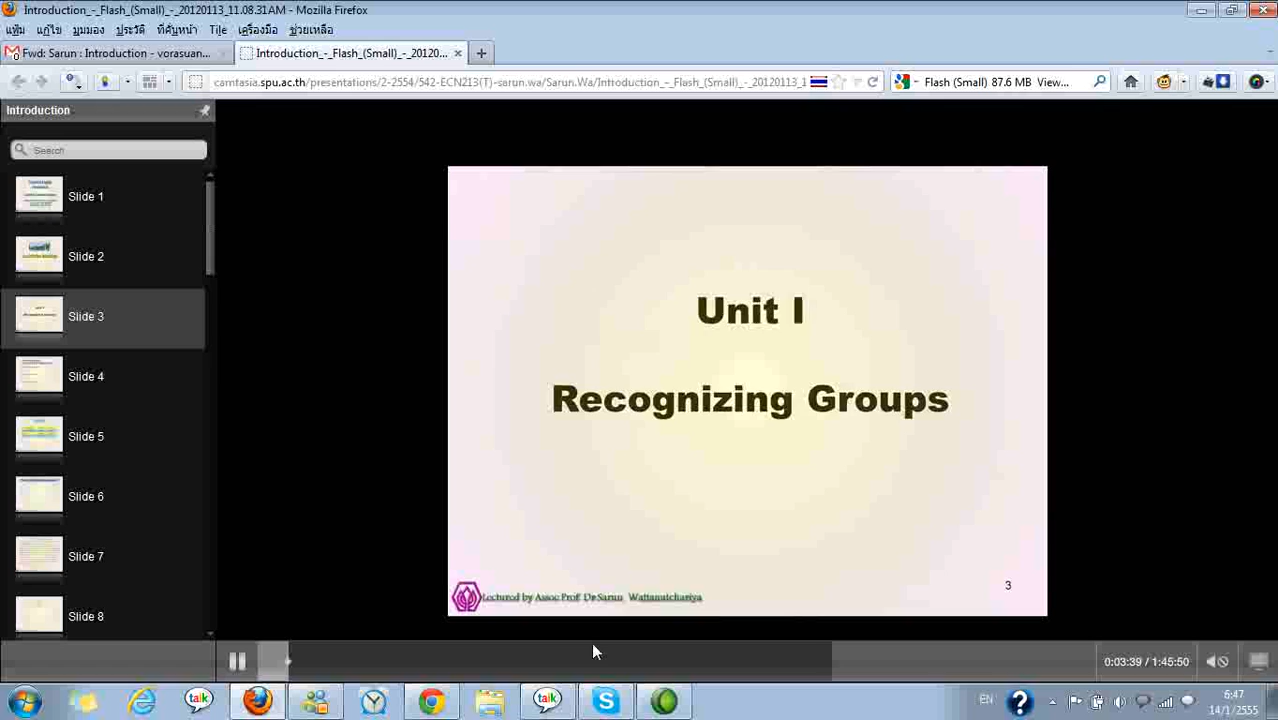 Introduction_-_Flash_(Small)_-_20120113_11.08.31AM - Mozilla Firefox
แฟ้ม แก้ไข มุมมอง ประวัติ ที่คั่นหน้า Tile เครื่องมือ ช่วยเหลือ
Fwd: Sarun : Introduction - vorasuan...
Introduction_-_Flash_(Small)_-_20120...
camtasia.spu.ac.th/presentations/2-2554/542-ECN213(T)-sarun.wa/Sarun.Wa/Introduction_-_Flash_(Small)_-_20120113_1
Flash (Small) 87.6 MB View...
Introduction
Search
Slide 1
Slide 2
Slide 3
Slide 4
Slide 5
Slide 6
Slide 7
Slide 8
Unit I
Recognizing Groups
Lectured by Assoc.Prof. Dr.Sarun Wattanutchariya
3
0:03:39 / 1:45:50
talk
talk
EN
6:47
14/1/2555